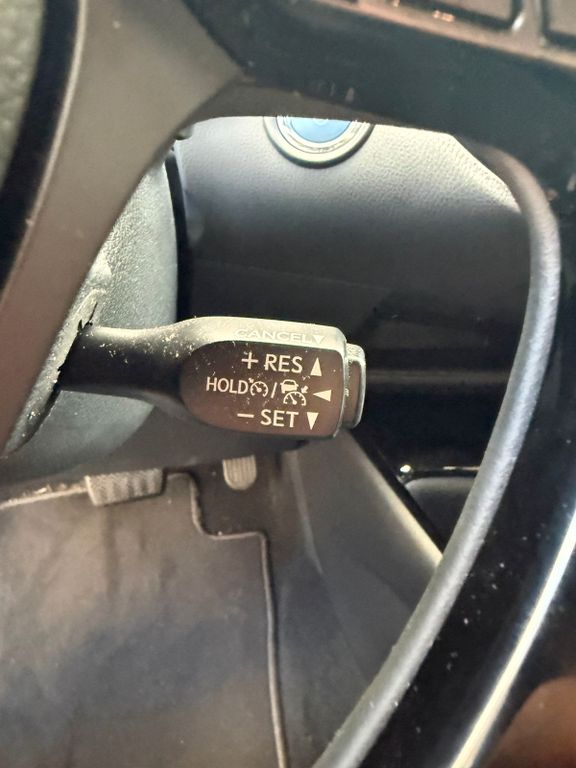 CANCEL
+ RES
HOLD /
− SET